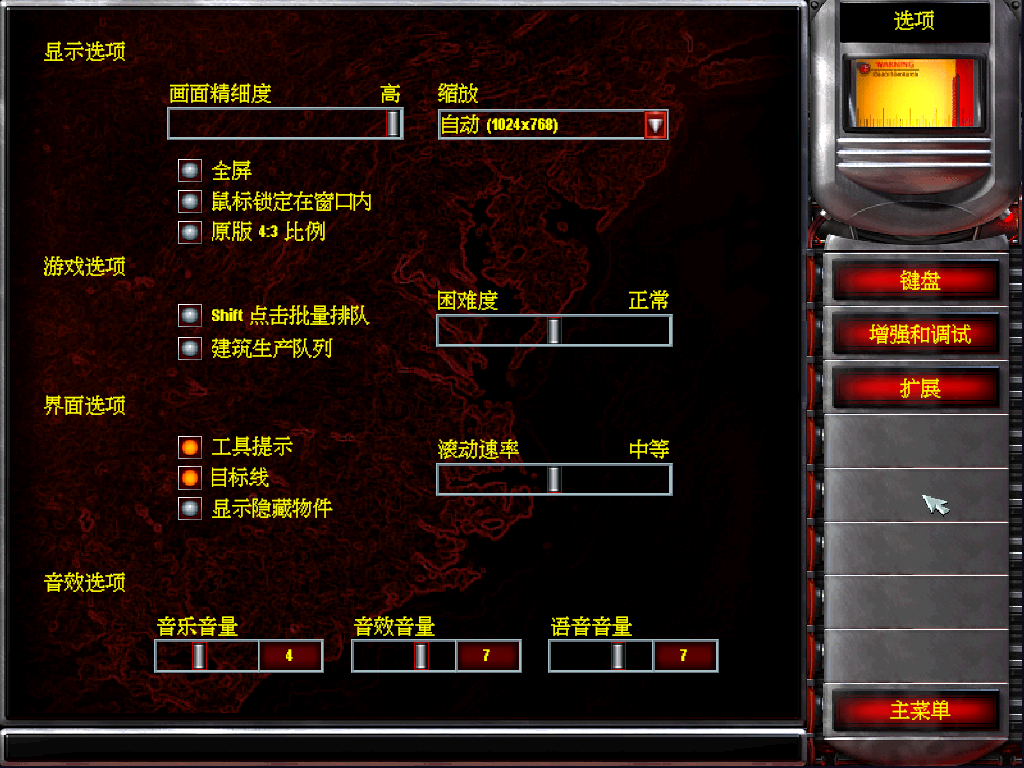 选项
WARNING
显示选项
画面精细度 高
缩放
自动 (1024x768)
全屏
鼠标锁定在窗口内
原版 4:3 比例
游戏选项
Shift 点击批量排队
建筑生产队列
困难度 正常
界面选项
工具提示
目标线
显示隐藏物件
滚动速率 中等
音效选项
音乐音量
4
音效音量
7
语音音量
7
键盘
增强和调试
扩展
主菜单